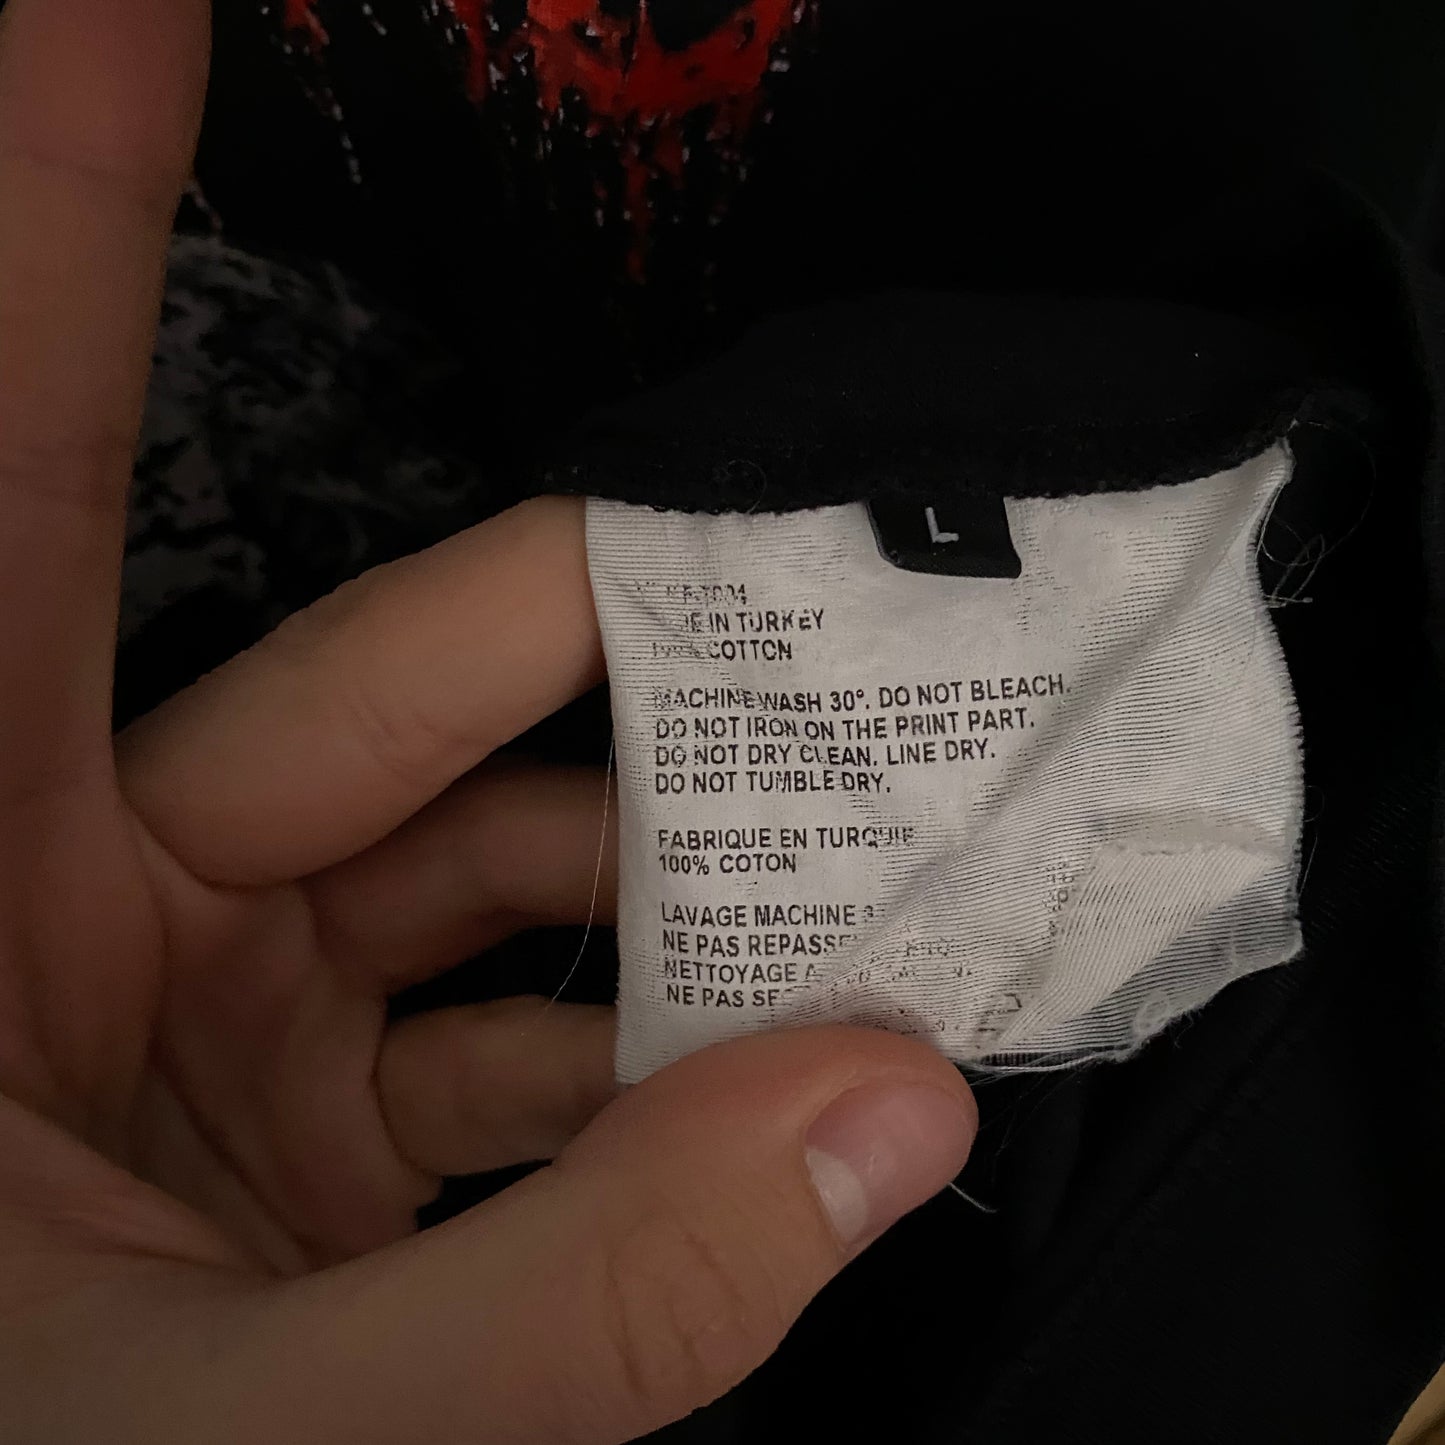 L
IN TURKEY
COTTON
MACHINE WASH 30°. DO NOT BLEACH.
DO NOT IRON ON THE PRINT PART.
DO NOT DRY CLEAN. LINE DRY.
DO NOT TUMBLE DRY.
FABRIQUE EN TURQUIE
100% COTON
LAVAGE MACHINE
NE PAS
NETTOYAGE
NE PAS